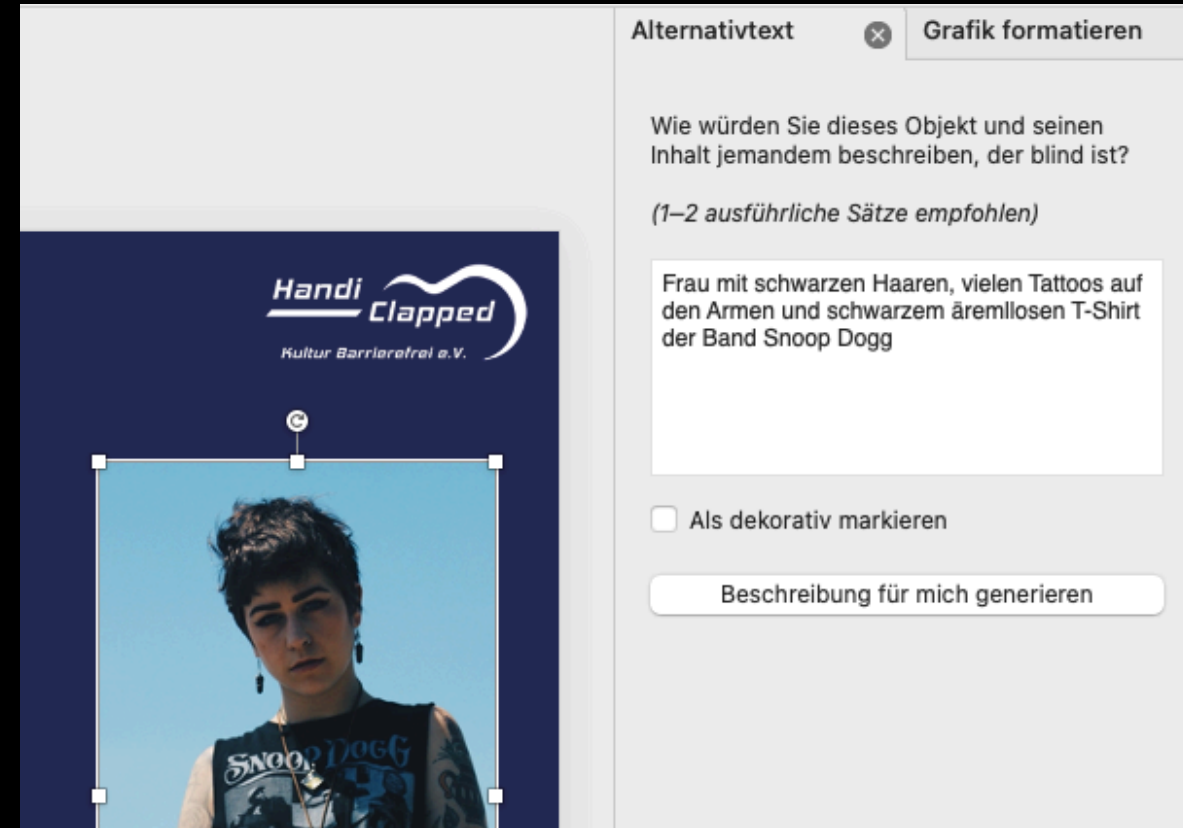 Alternativtext
Grafik formatieren
Wie würden Sie dieses Objekt und seinen
Inhalt jemandem beschreiben, der blind ist?
(1–2 ausführliche Sätze empfohlen)
Frau mit schwarzen Haaren, vielen Tattoos auf
den Armen und schwarzem äremllosen T-Shirt
der Band Snoop Dogg
Als dekorativ markieren
Beschreibung für mich generieren
Handi
Clapped
Kultur Barrierefrei e.V.
SNOOP DOGG